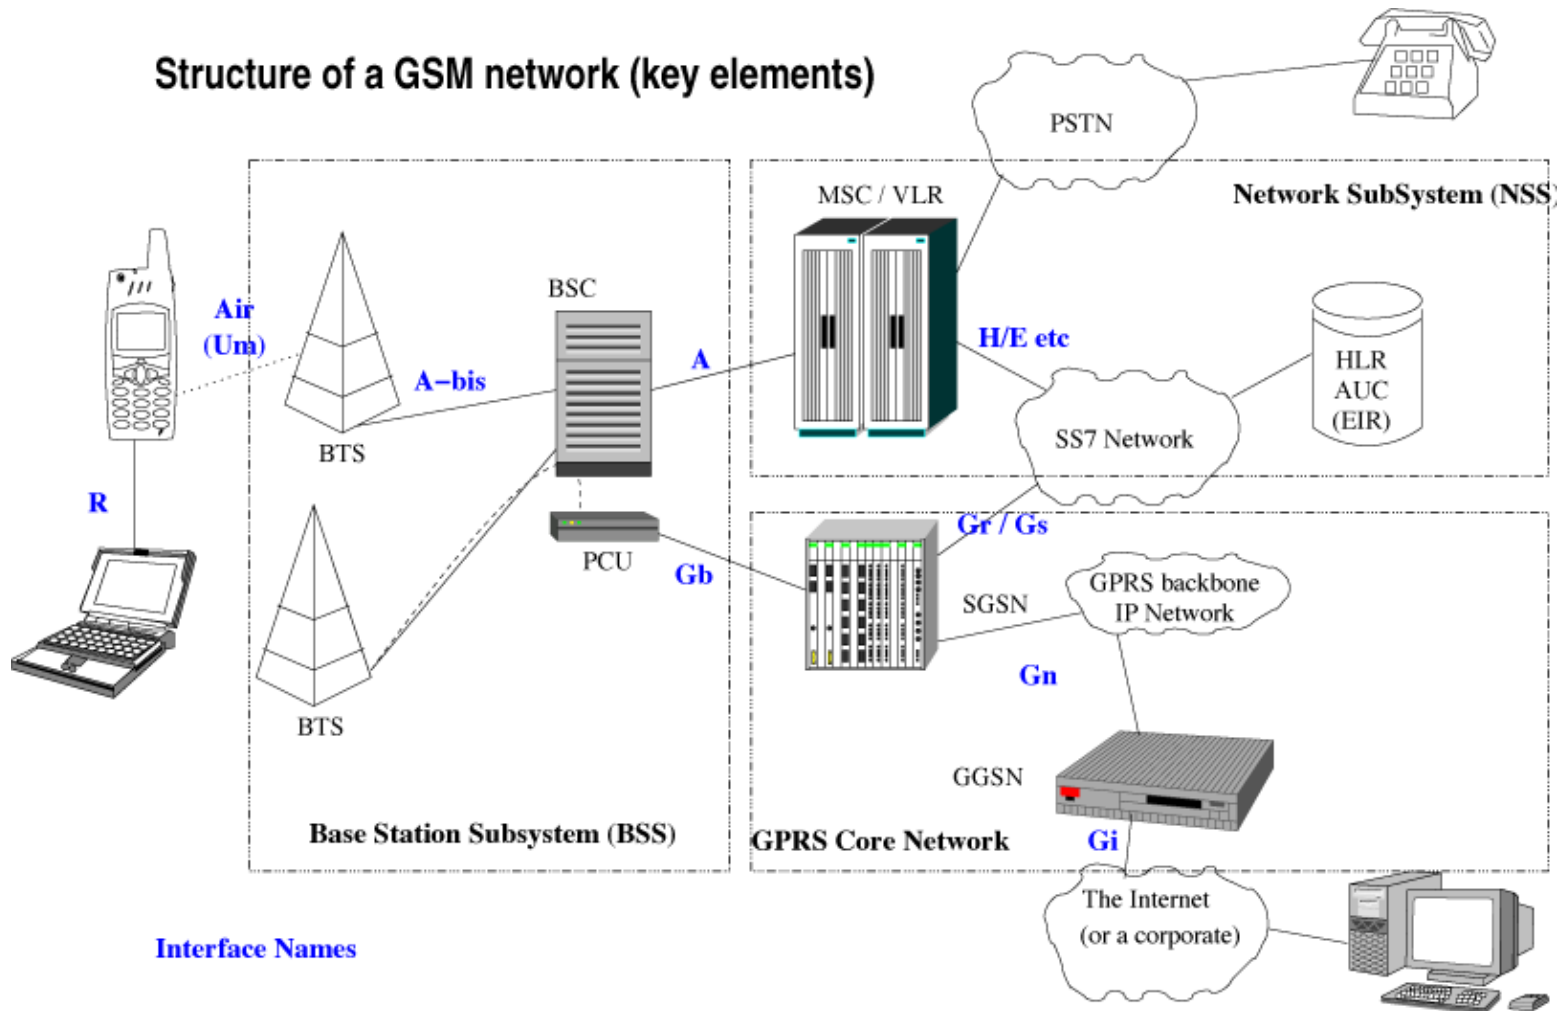 Structure of a GSM network (key elements)
PSTN
MSC / VLR
Network SubSystem (NSS)
BSC
Air
(Um)
A-bis
A
H/E etc
HLR
AUC
(EIR)
BTS
SS7 Network
R
Gr / Gs
PCU
Gb
SGSN
GPRS backbone
IP Network
Gn
BTS
GGSN
Base Station Subsystem (BSS)
GPRS Core Network
Gi
The Internet
(or a corporate)
Interface Names